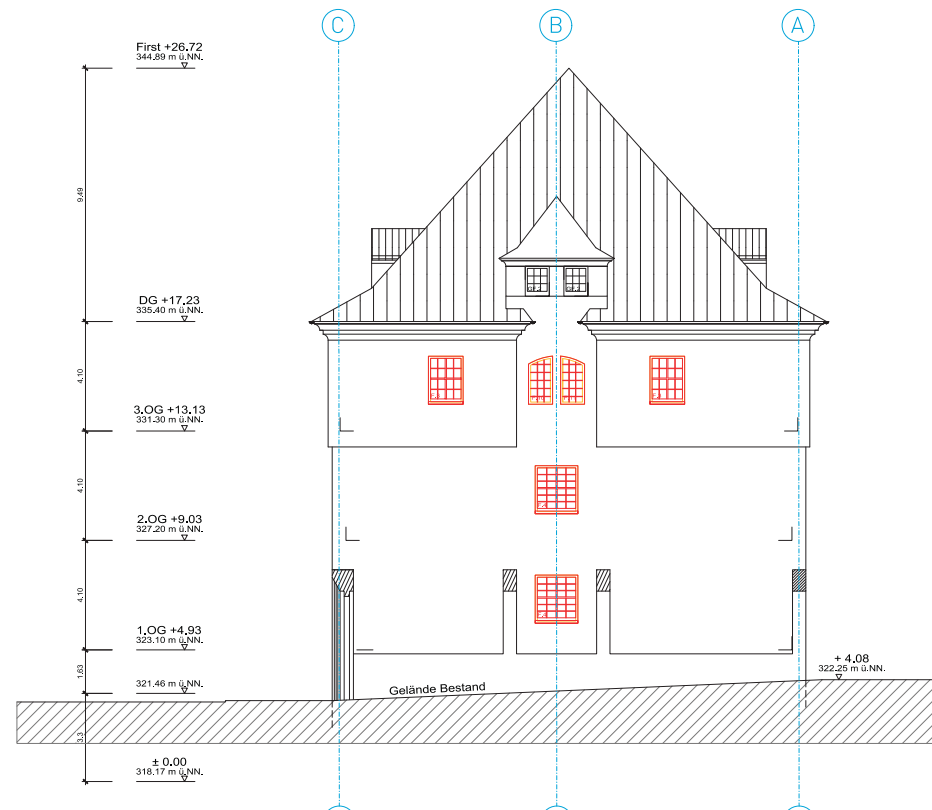 C
B
A
First +26.72
344.89 m ü.NN.
9.49
DG +17.23
335.40 m ü.NN.
4.10
3.OG +13.13
331.30 m ü.NN.
4.10
2.OG +9.03
327.20 m ü.NN.
4.10
1.OG +4.93
323.10 m ü.NN.
1.63
+ 4.08
322.25 m ü.NN.
321.46 m ü.NN.
Gelände Bestand
3.3
± 0.00
318.17 m ü.NN.